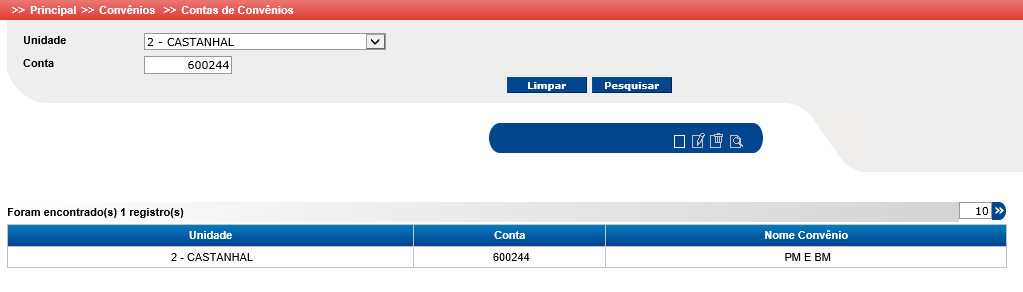 >> Principal >> Convênios >> Contas de Convênios
Unidade 2 - CASTANHAL
Conta 600244
Limpar Pesquisar
Foram encontrado(s) 1 registro(s) 10 »
Unidade Conta Nome Convênio
2 - CASTANHAL 600244 PM E BM